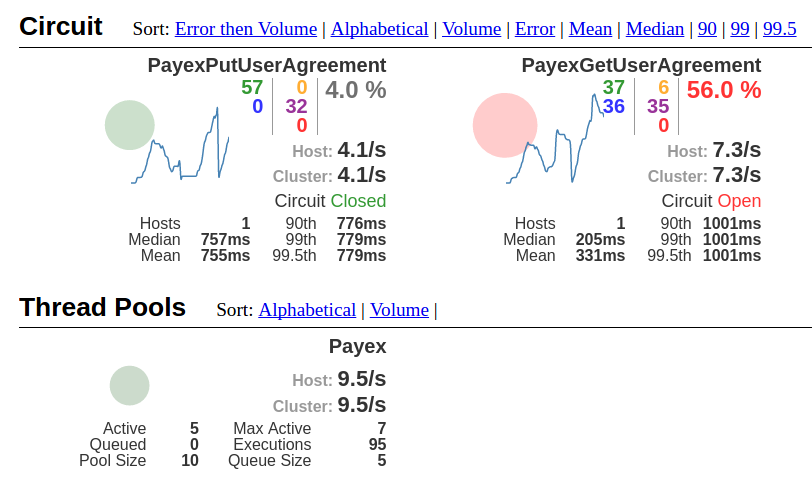 Circuit Sort: Error then Volume | Alphabetical | Volume | Error | Mean | Median | 90 | 99 | 99.5
PayexPutUserAgreement
57 0 4.0 %
0 32
0
Host: 4.1/s
Cluster: 4.1/s
Circuit Closed
Hosts 1 90th 776ms
Median 757ms 99th 779ms
Mean 755ms 99.5th 779ms
PayexGetUserAgreement
37 6 56.0 %
36 35
0
Host: 7.3/s
Cluster: 7.3/s
Circuit Open
Hosts 1 90th 1001ms
Median 205ms 99th 1001ms
Mean 331ms 99.5th 1001ms
Thread Pools Sort: Alphabetical | Volume |
Payex
Host: 9.5/s
Cluster: 9.5/s
Active 5 Max Active 7
Queued 0 Executions 95
Pool Size 10 Queue Size 5